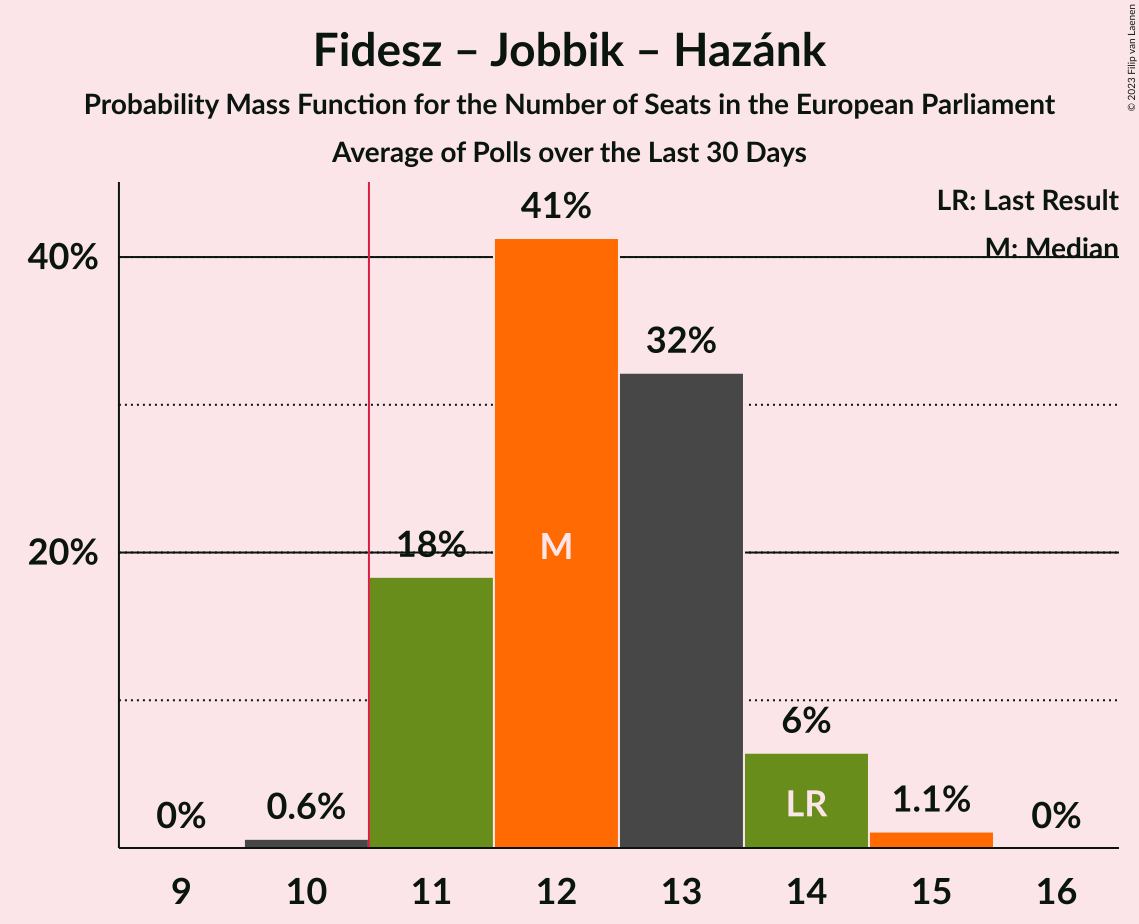 Fidesz – Jobbik – Hazánk
Probability Mass Function for the Number of Seats in the European Parliament
Average of Polls over the Last 30 Days
© 2023 Filip van Laenen
LR: Last Result
M: Median
40%
20%
0%
0.6%
18%
41%
32%
6%
1.1%
0%
M
LR
9
10
11
12
13
14
15
16